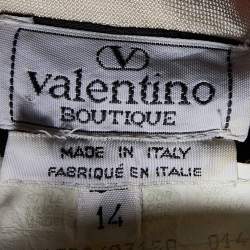 Valentino
BOUTIQUE
MADE IN ITALY
FABRIQUÉ EN ITALIE
14